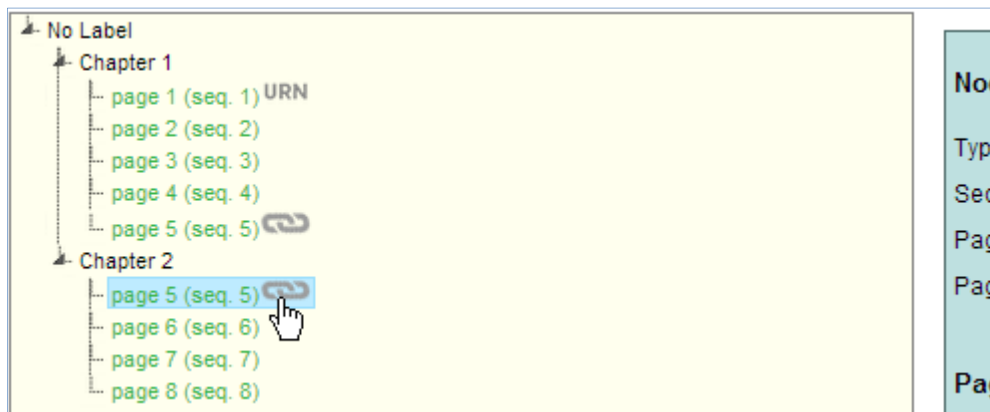 No Label
Chapter 1
page 1 (seq. 1) URN
page 2 (seq. 2)
page 3 (seq. 3)
page 4 (seq. 4)
page 5 (seq. 5)
Chapter 2
page 5 (seq. 5)
page 6 (seq. 6)
page 7 (seq. 7)
page 8 (seq. 8)